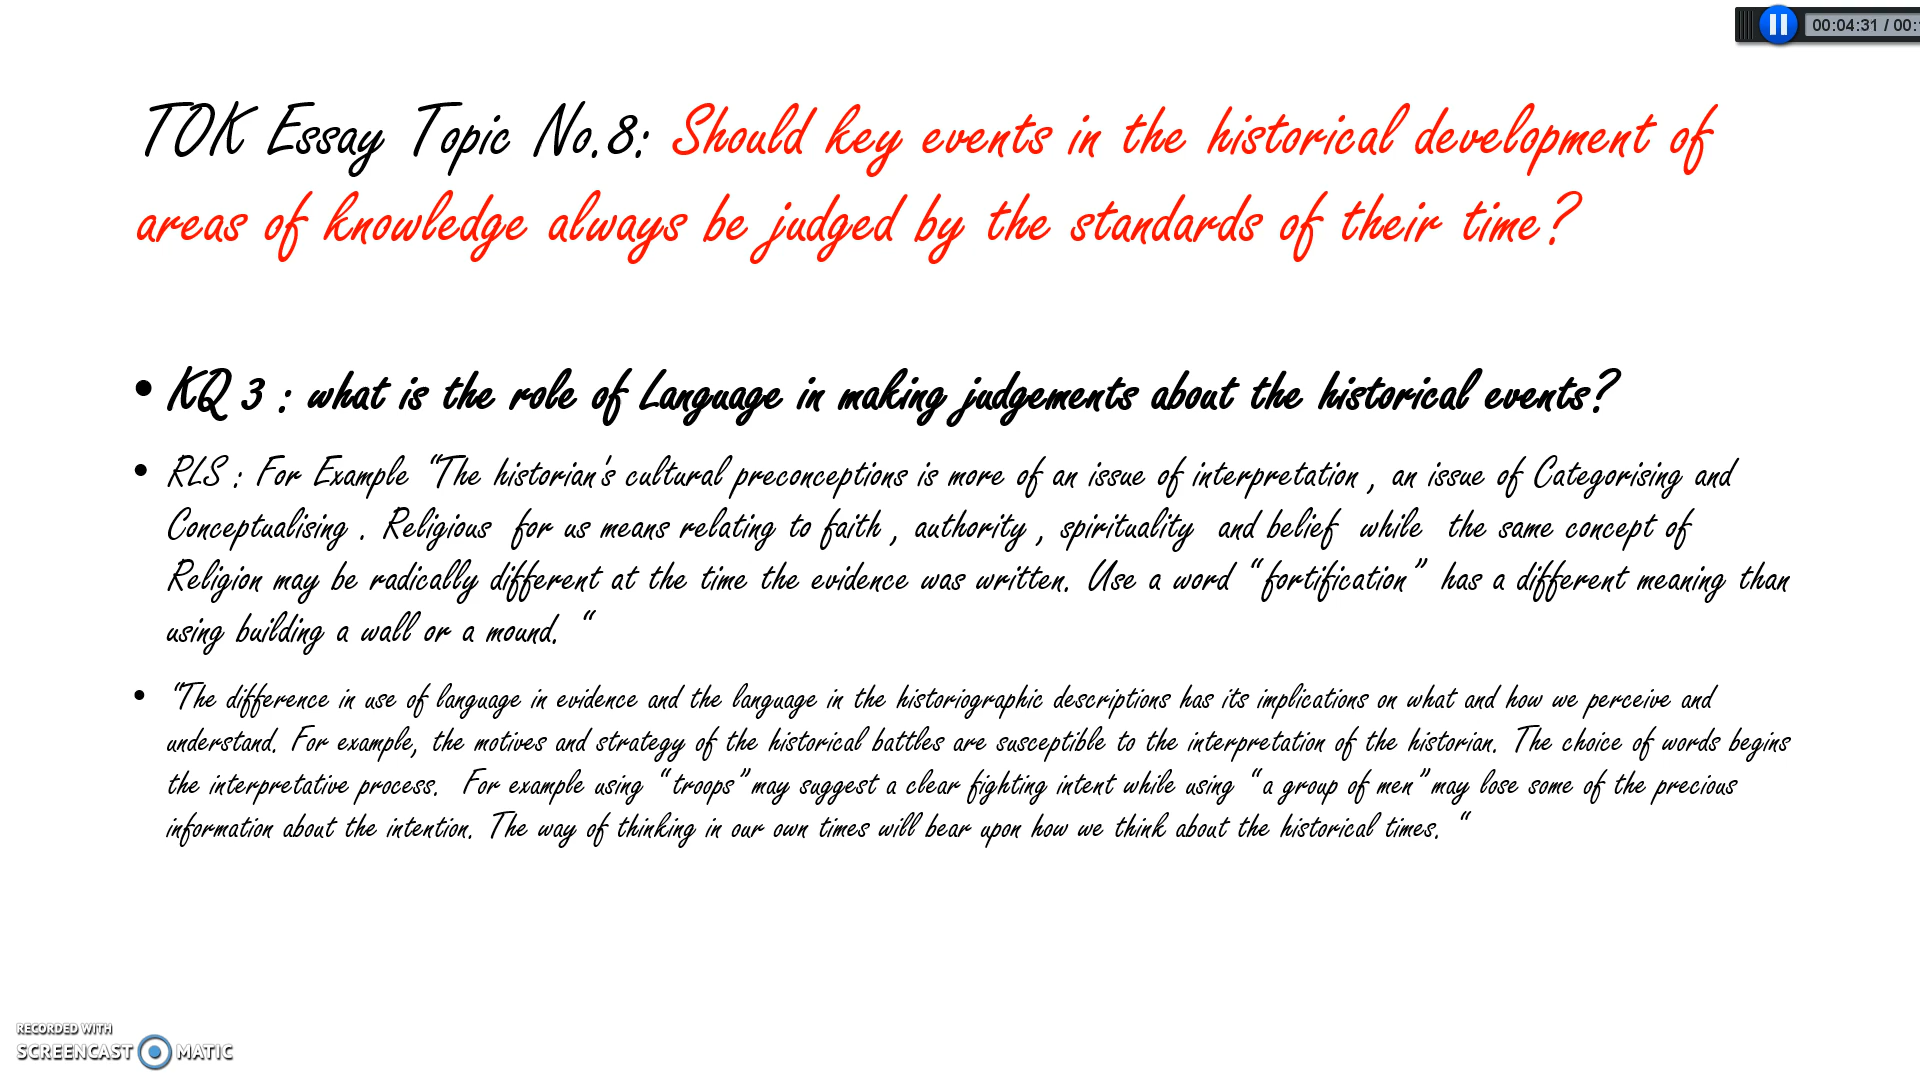 00:04:31 / 00:
TOK Essay Topic No.8: Should key events in the historical development of
areas of knowledge always be judged by the standards of their time?
• KQ 3 : what is the role of Language in making judgements about the historical events?
• RLS : For Example “The historian's cultural preconceptions is more of an issue of interpretation , an issue of Categorising and
Conceptualising . Religious for us means relating to faith , authority , spirituality and belief while the same concept of
Religion may be radically different at the time the evidence was written. Use a word “fortification” has a different meaning than
using building a wall or a mound. “
• “The difference in use of language in evidence and the language in the historiographic descriptions has its implications on what and how we perceive and
understand. For example, the motives and strategy of the historical battles are susceptible to the interpretation of the historian. The choice of words begins
the interpretative process. For example using “troops” may suggest a clear fighting intent while using “a group of men” may lose some of the precious
information about the intention. The way of thinking in our own times will bear upon how we think about the historical times. “
RECORDED WITH
SCREENCAST MATIC